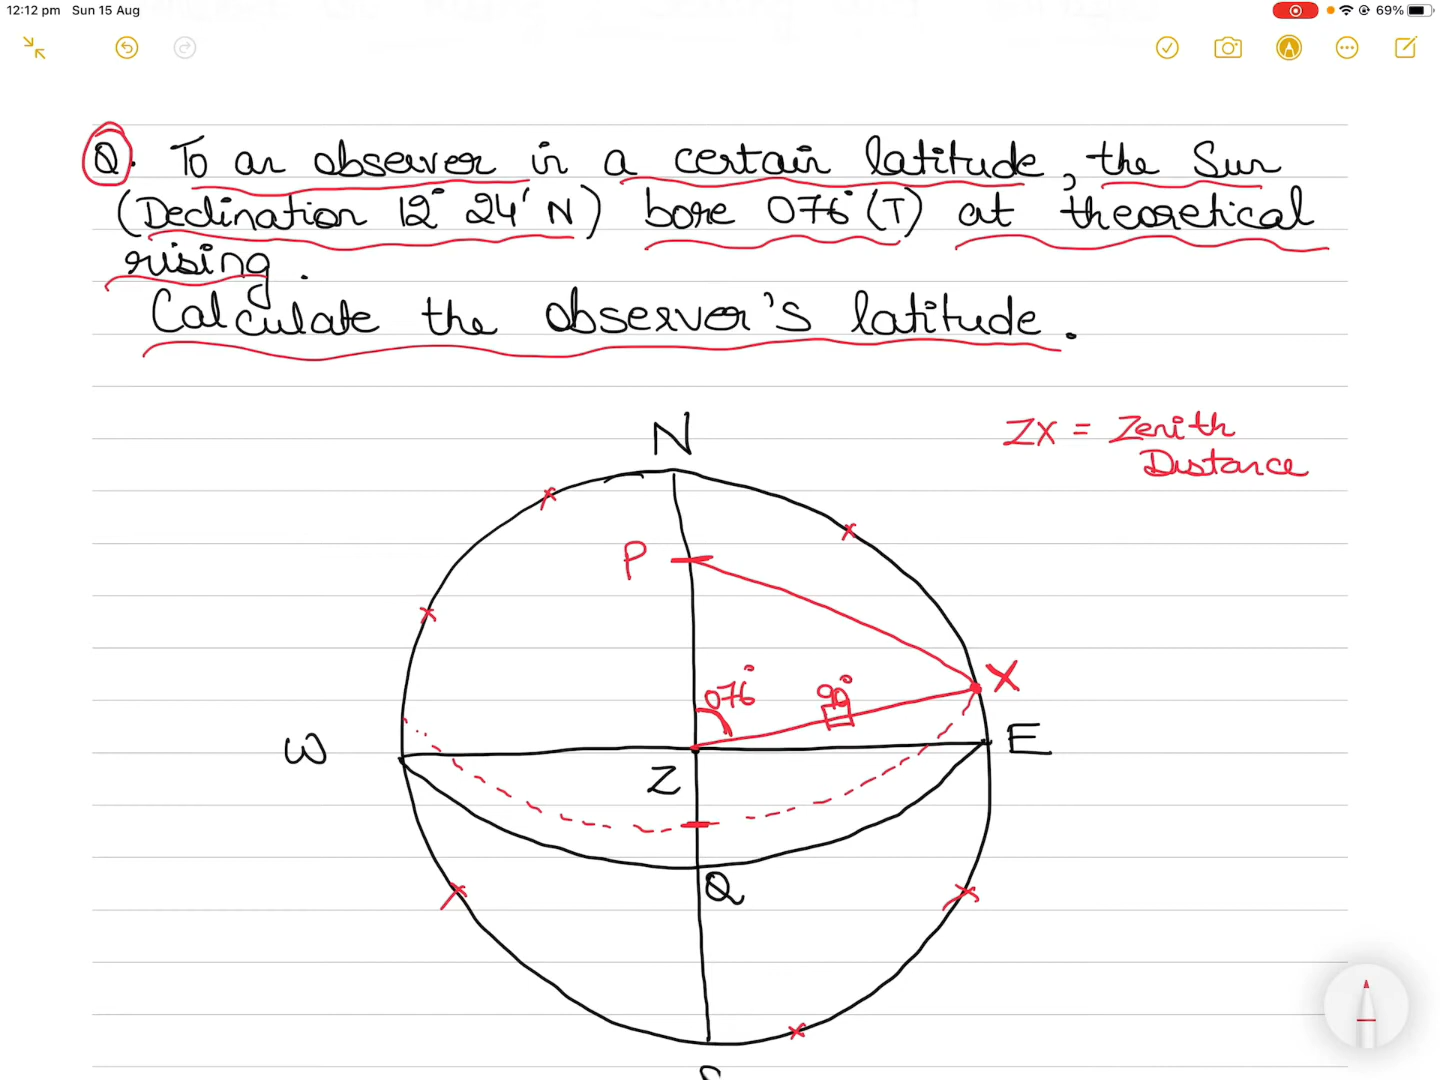 12:12 pm Sun 15 Aug
69%
Q. To an observer in a certain latitude, the Sun
(Declination 12° 24' N) bore 076° (T) at theoretical
rising.
Calculate the observer's latitude.
N
ZX = Zenith
Distance
P
076°
90°
X
W
E
Z
Q
S